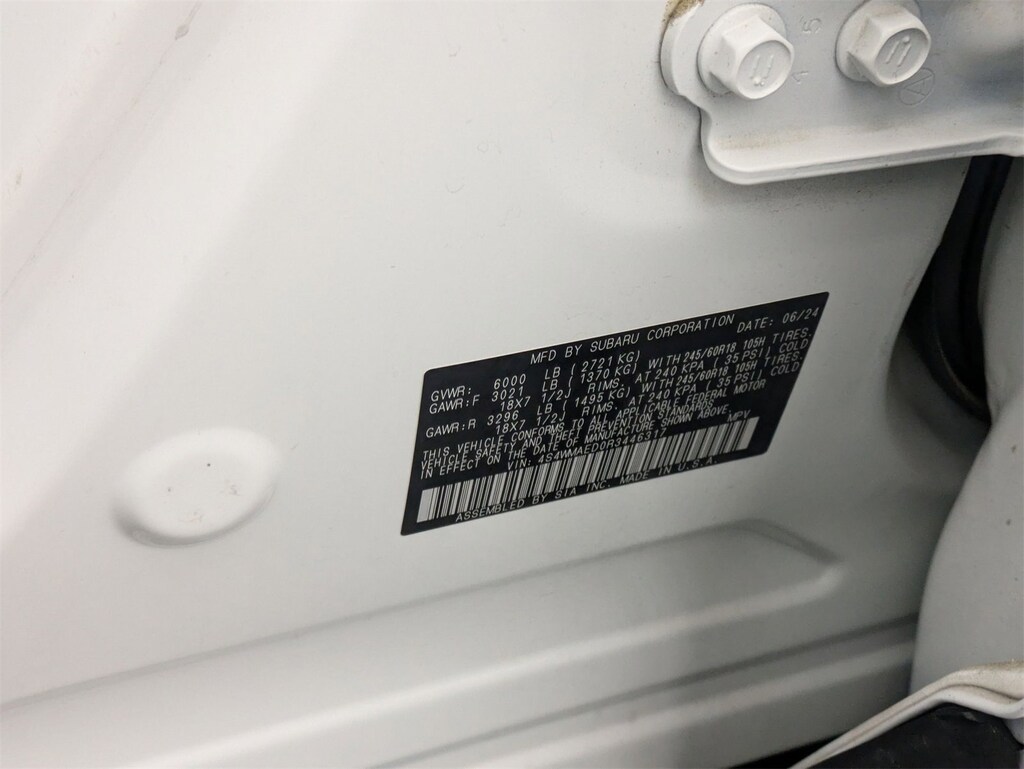 MFD BY SUBARU CORPORATION DATE: 06/24
GVWR: 6000 LB ( 2721 KG)
GAWR:F 3021 LB ( 1370 KG) WITH 245/60R18 105H TIRES,
18X7 1/2J RIMS, AT 240 KPA ( 35 PSI) COLD
GAWR:R 3296 LB ( 1495 KG) WITH 245/60R18 105H TIRES,
18X7 1/2J RIMS, AT 240 KPA ( 35 PSI) COLD
THIS VEHICLE CONFORMS TO ALL APPLICABLE FEDERAL MOTOR
VEHICLE SAFETY AND THEFT PREVENTION STANDARDS
IN EFFECT ON THE DATE OF MANUFACTURE SHOWN ABOVE.
VIN: MPV
ASSEMBLED BY SIA INC. MADE IN U.S.A.